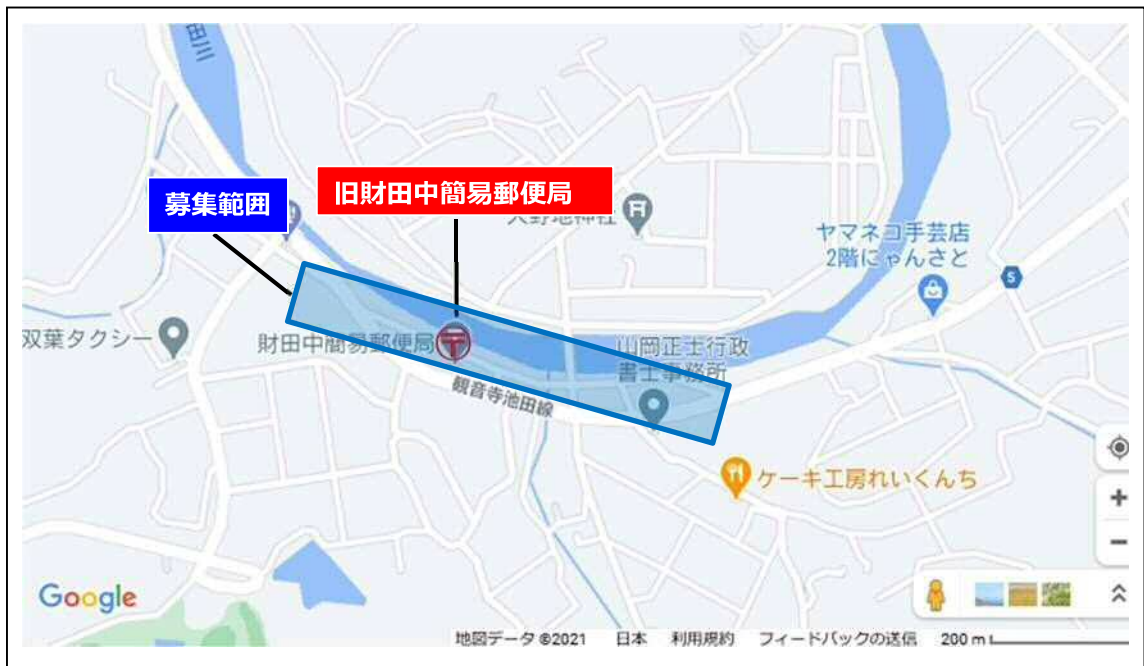 田川
募集範囲
旧財田中簡易郵便局
ヤマネコ手芸店
2階にゃんさと
5
双葉タクシー
財田中簡易郵便局
山岡正士行政
書士事務所
観音寺池田線
ケーキ工房れいくんち
Google
地図データ ©2021 日本 利用規約 フィードバックの送信 200 m